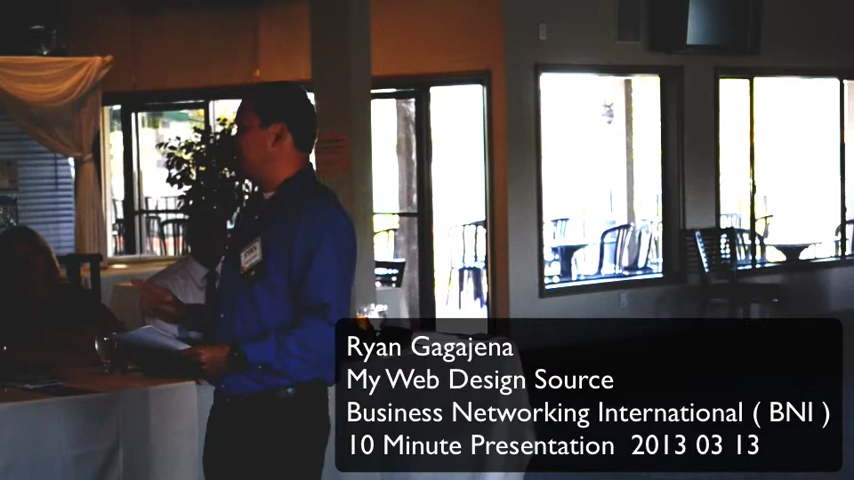 Ryan Gagajena
My Web Design Source
Business Networking International ( BNI )
10 Minute Presentation 2013 03 13